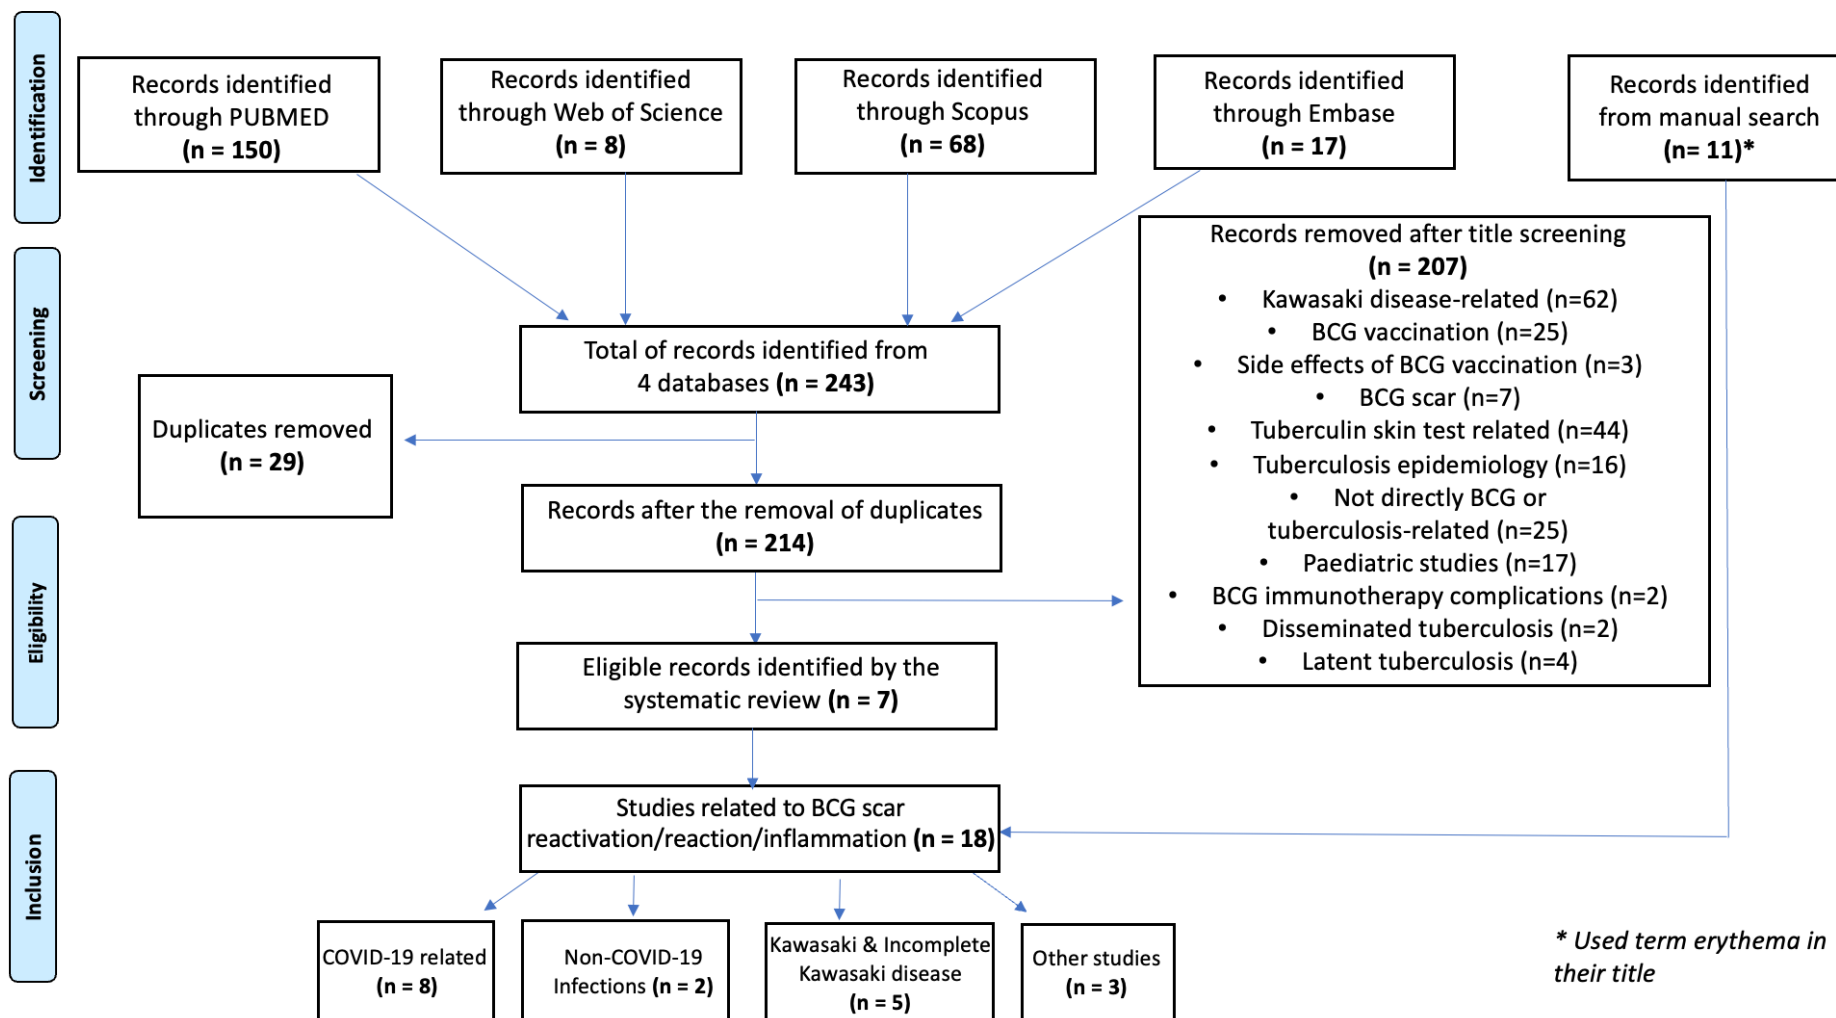 Identification
Records identified
through PUBMED
(n = 150)
Records identified
through Web of Science
(n = 8)
Records identified
through Scopus
(n = 68)
Records identified
through Embase
(n = 17)
Records identified
from manual search
(n= 11)*
Screening
Total of records identified from
4 databases (n = 243)
Duplicates removed
(n = 29)
Records removed after title screening
(n = 207)
• Kawasaki disease-related (n=62)
• BCG vaccination (n=25)
• Side effects of BCG vaccination (n=3)
• BCG scar (n=7)
• Tuberculin skin test related (n=44)
• Tuberculosis epidemiology (n=16)
• Not directly BCG or
tuberculosis-related (n=25)
• Paediatric studies (n=17)
• BCG immunotherapy complications (n=2)
• Disseminated tuberculosis (n=2)
• Latent tuberculosis (n=4)
Records after the removal of duplicates
(n = 214)
Eligibility
Eligible records identified by the
systematic review (n = 7)
Inclusion
Studies related to BCG scar
reactivation/reaction/inflammation (n = 18)
COVID-19 related
(n = 8)
Non-COVID-19
Infections (n = 2)
Kawasaki & Incomplete
Kawasaki disease
(n = 5)
Other studies
(n = 3)
* Used term erythema in
their title